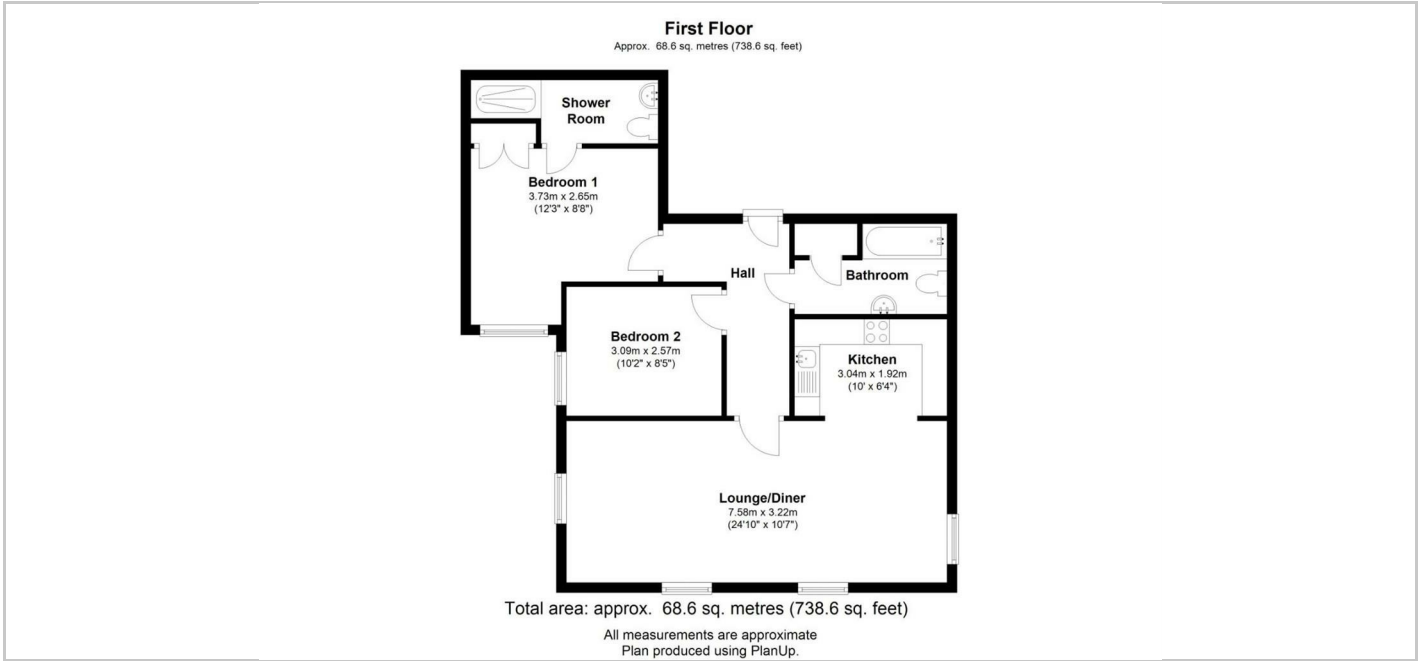 First Floor
Approx. 68.6 sq. metres (738.6 sq. feet)
Shower
Room
Bedroom 1
3.73m x 2.65m
(12'3" x 8'8")
Hall
Bathroom
Bedroom 2
3.09m x 2.57m
(10'2" x 8'5")
Kitchen
3.04m x 1.92m
(10' x 6'4")
Lounge/Diner
7.58m x 3.22m
(24'10" x 10'7")
Total area: approx. 68.6 sq. metres (738.6 sq. feet)
All measurements are approximate
Plan produced using PlanUp.